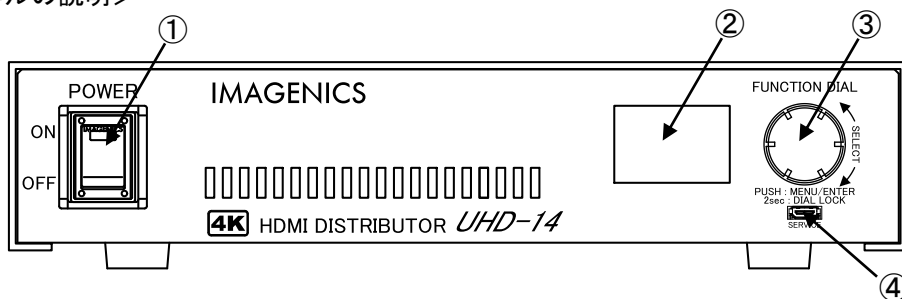 ルの説明>
① ② ③
POWER
IMAGENICS
FUNCTION DIAL
IMAGENICS
ON
SELECT
OFF
PUSH : MENU/ENTER
2sec : DIAL LOCK
4K HDMI DISTRIBUTOR UHD-14
SERVICE
④